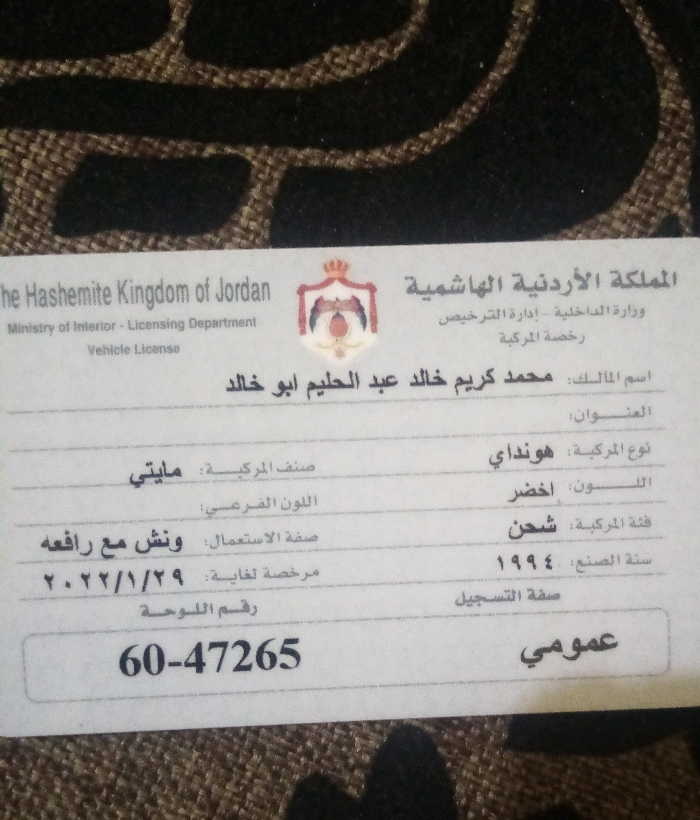 The Hashemite Kingdom of Jordan
Ministry of Interior - Licensing Department
Vehicle License
المملكة الأردنية الهاشمية
وزارة الداخلية - إدارة الترخيص
رخصة المركبة
اسم المالك: محمد كريم خالد عبد الحليم ابو خالد
العنوان:
نوع المركبة: هونداي صنف المركبة: مايتي
اللون: اخضر اللون الفرعي:
فئة المركبة: شحن صفة الاستعمال: ونش مع رافعه
سنة الصنع: ١٩٩٤ مرخصة لغاية: ٢٠٢٢/١/٢٩
صفة التسجيل رقم اللوحة
عمومي 60-47265